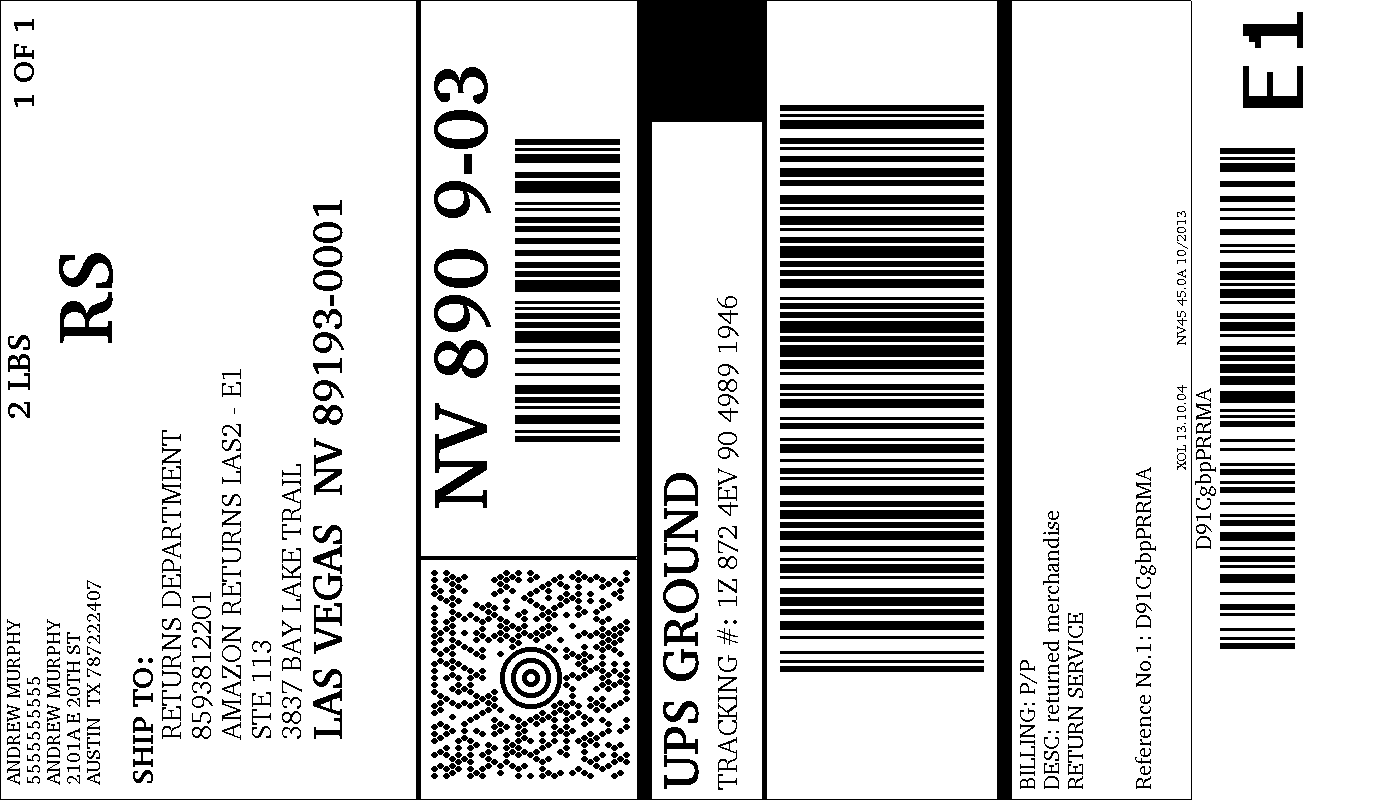 ANDREW MURPHY
5555555555
ANDREW MURPHY
2101A E 20TH ST
AUSTIN TX 787222407
2 LBS
1 OF 1
RS
SHIP TO:
RETURNS DEPARTMENT
8593812201
AMAZON RETURNS LAS2 - E1
STE 113
3837 BAY LAKE TRAIL
LAS VEGAS NV 89193-0001
NV 890 9-03
UPS GROUND
TRACKING #: 1Z 872 4EV 90 4989 1946
BILLING: P/P
DESC: returned merchandise
RETURN SERVICE
Reference No.1: D91CgbpPRRMA
XOL 13.10.04 NV45 45.0A 10/2013
D91CgbpPRRMA
E1